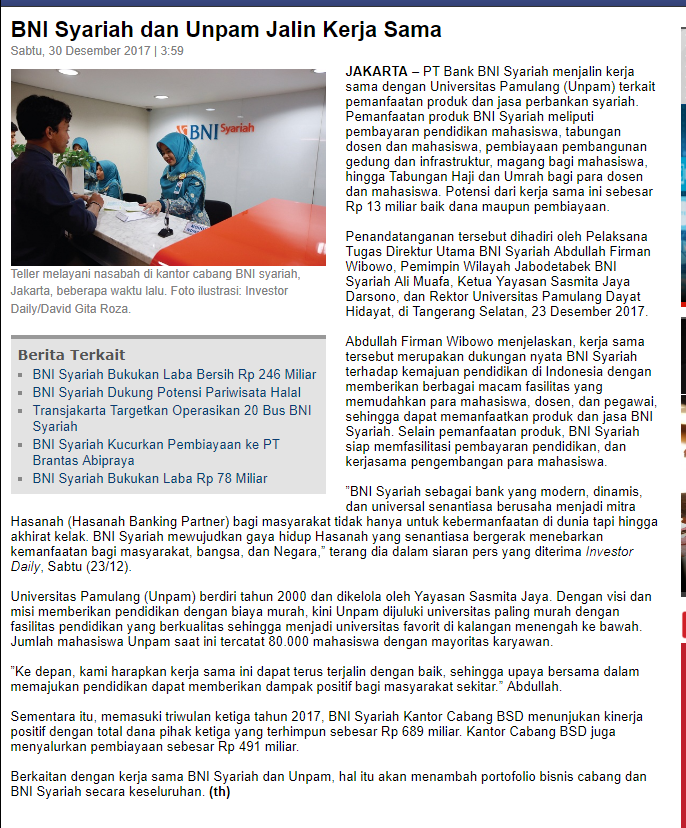 BNI Syariah dan Unpam Jalin Kerja Sama
Sabtu, 30 Desember 2017 | 3:59
BNI Syariah
Teller melayani nasabah di kantor cabang BNI syariah,
Jakarta, beberapa waktu lalu. Foto ilustrasi: Investor
Daily/David Gita Roza.
Berita Terkait
BNI Syariah Bukukan Laba Bersih Rp 246 Miliar
BNI Syariah Dukung Potensi Pariwisata Halal
Transjakarta Targetkan Operasikan 20 Bus BNI
Syariah
BNI Syariah Kucurkan Pembiayaan ke PT
Brantas Abipraya
BNI Syariah Bukukan Laba Rp 78 Miliar
JAKARTA – PT Bank BNI Syariah menjalin kerja
sama dengan Universitas Pamulang (Unpam) terkait
pemanfaatan produk dan jasa perbankan syariah.
Pemanfaatan produk BNI Syariah meliputi
pembayaran pendidikan mahasiswa, tabungan
dosen dan mahasiswa, pembiayaan pembangunan
gedung dan infrastruktur, magang bagi mahasiswa,
hingga Tabungan Haji dan Umrah bagi para dosen
dan mahasiswa. Potensi dari kerja sama ini sebesar
Rp 13 miliar baik dana maupun pembiayaan.
Penandatanganan tersebut dihadiri oleh Pelaksana
Tugas Direktur Utama BNI Syariah Abdullah Firman
Wibowo, Pemimpin Wilayah Jabodetabek BNI
Syariah Ali Muafa, Ketua Yayasan Sasmita Jaya
Darsono, dan Rektor Universitas Pamulang Dayat
Hidayat, di Tangerang Selatan, 23 Desember 2017.
Abdullah Firman Wibowo menjelaskan, kerja sama
tersebut merupakan dukungan nyata BNI Syariah
terhadap kemajuan pendidikan di Indonesia dengan
memberikan berbagai macam fasilitas yang
memudahkan para mahasiswa, dosen, dan pegawai,
sehingga dapat memanfaatkan produk dan jasa BNI
Syariah. Selain pemanfaatan produk, BNI Syariah
siap memfasilitasi pembayaran pendidikan, dan
kerjasama pengembangan para mahasiswa.
”BNI Syariah sebagai bank yang modern, dinamis,
dan universal senantiasa berusaha menjadi mitra
Hasanah (Hasanah Banking Partner) bagi masyarakat tidak hanya untuk kebermanfaatan di dunia tapi hingga
akhirat kelak. BNI Syariah mewujudkan gaya hidup Hasanah yang senantiasa bergerak menebarkan
kemanfaatan bagi masyarakat, bangsa, dan Negara,” terang dia dalam siaran pers yang diterima Investor
Daily, Sabtu (23/12).
Universitas Pamulang (Unpam) berdiri tahun 2000 dan dikelola oleh Yayasan Sasmita Jaya. Dengan visi dan
misi memberikan pendidikan dengan biaya murah, kini Unpam dijuluki universitas paling murah dengan
fasilitas pendidikan yang berkualitas sehingga menjadi universitas favorit di kalangan menengah ke bawah.
Jumlah mahasiswa Unpam saat ini tercatat 80.000 mahasiswa dengan mayoritas karyawan.
”Ke depan, kami harapkan kerja sama ini dapat terus terjalin dengan baik, sehingga upaya bersama dalam
memajukan pendidikan dapat memberikan dampak positif bagi masyarakat sekitar.” Abdullah.
Sementara itu, memasuki triwulan ketiga tahun 2017, BNI Syariah Kantor Cabang BSD menunjukan kinerja
positif dengan total dana pihak ketiga yang terhimpun sebesar Rp 689 miliar. Kantor Cabang BSD juga
menyalurkan pembiayaan sebesar Rp 491 miliar.
Berkaitan dengan kerja sama BNI Syariah dan Unpam, hal itu akan menambah portofolio bisnis cabang dan
BNI Syariah secara keseluruhan. (th)